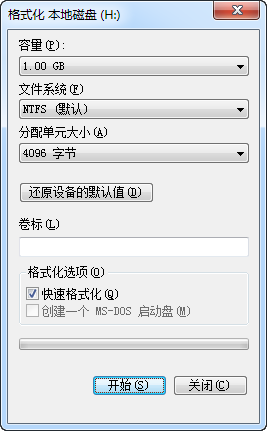 格式化 本地磁盘 (H:)
容量(P):
1.00 GB
文件系统(F)
NTFS (默认)
分配单元大小(A)
4096 字节
还原设备的默认值(D)
卷标(L)
格式化选项(O)
快速格式化(Q)
创建一个 MS-DOS 启动盘(M)
开始(S)
关闭(C)